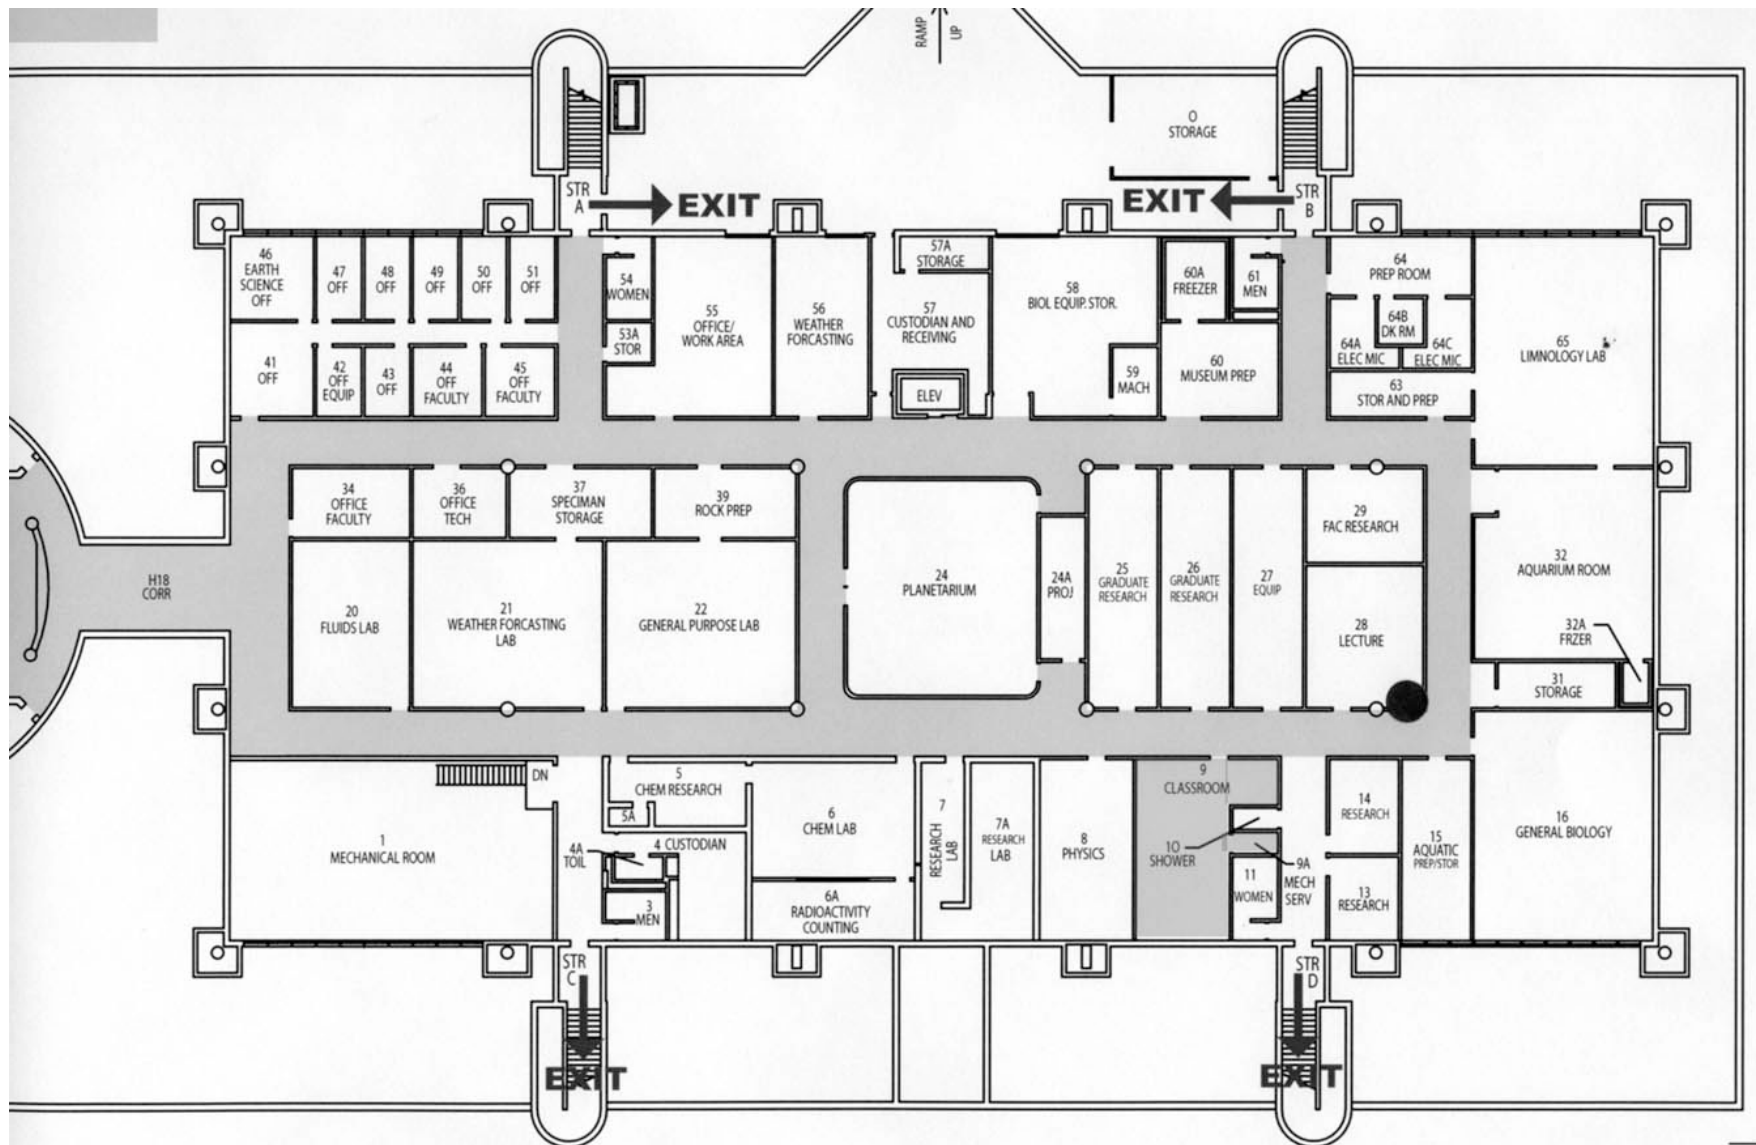 RAMP
UP
O
STORAGE
STR
A
EXIT
EXIT
STR
B
46
EARTH
SCIENCE
OFF
47
OFF
48
OFF
49
OFF
50
OFF
51
OFF
54
WOMEN
53A
STOR
55
OFFICE/
WORK AREA
56
WEATHER
FORCASTING
57A
STORAGE
57
CUSTODIAN AND
RECEIVING
ELEV
58
BIOL EQUIP. STOR.
59
MACH
60A
FREEZER
61
MEN
60
MUSEUM PREP
64
PREP ROOM
64B
DK RM
64A
ELEC MIC
64C
ELEC MIC
63
STOR AND PREP
65
LIMNOLOGY LAB
41
OFF
42
OFF
EQUIP
43
OFF
44
OFF
FACULTY
45
OFF
FACULTY
34
OFFICE
FACULTY
36
OFFICE
TECH
37
SPECIMAN
STORAGE
39
ROCK PREP
H18
CORR
20
FLUIDS LAB
21
WEATHER FORCASTING
LAB
22
GENERAL PURPOSE LAB
24
PLANETARIUM
24A
PROJ
25
GRADUATE
RESEARCH
26
GRADUATE
RESEARCH
27
EQUIP
29
FAC RESEARCH
28
LECTURE
32
AQUARIUM ROOM
32A
FRZER
31
STORAGE
DN
1
MECHANICAL ROOM
5
CHEM RESEARCH
5A
4 CUSTODIAN
4A
TOIL
3
MEN
6
CHEM LAB
6A
RADIOACTIVITY
COUNTING
7
RESEARCH
LAB
7A
RESEARCH
LAB
8
PHYSICS
9
CLASSROOM
10
SHOWER
9A
MECH
SERV
11
WOMEN
14
RESEARCH
13
RESEARCH
15
AQUATIC
PREP/STOR
16
GENERAL BIOLOGY
STR
C
EXIT
STR
D
EXIT